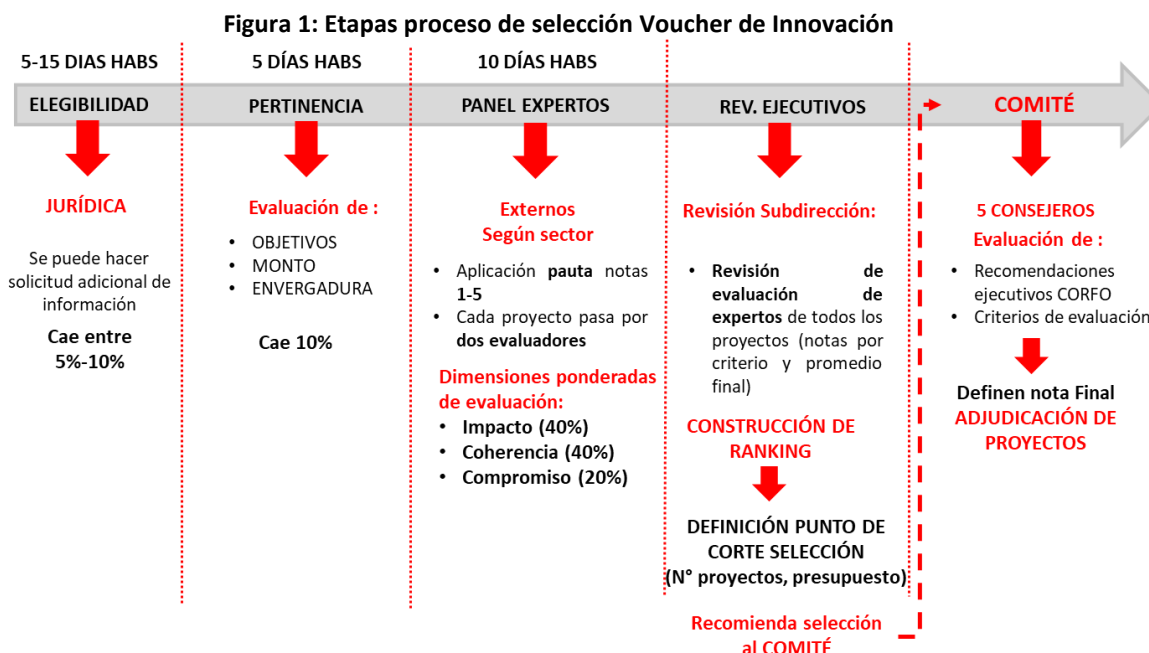 Figura 1: Etapas proceso de selección Voucher de Innovación
5-15 DIAS HABS
5 DÍAS HABS
10 DÍAS HABS
ELEGIBILIDAD
PERTINENCIA
PANEL EXPERTOS
REV. EJECUTIVOS
COMITÉ
JURÍDICA
Se puede hacer
solicitud adicional de
información
Cae entre
5%-10%
Evaluación de :
• OBJETIVOS
• MONTO
• ENVERGADURA
Cae 10%
Externos
Según sector
• Aplicación pauta notas
1-5
• Cada proyecto pasa por
dos evaluadores
Dimensiones ponderadas
de evaluación:
• Impacto (40%)
• Coherencia (40%)
• Compromiso (20%)
Revisión Subdirección:
• Revisión de
evaluación de
expertos de todos los
proyectos (notas por
criterio y promedio
final)
CONSTRUCCIÓN DE
RANKING
DEFINICIÓN PUNTO DE
CORTE SELECCIÓN
(N° proyectos, presupuesto)
Recomienda selección
al COMITÉ
5 CONSEJEROS
Evaluación de :
• Recomendaciones
ejecutivos CORFO
• Criterios de evaluación
Definen nota Final
ADJUDICACIÓN DE
PROYECTOS